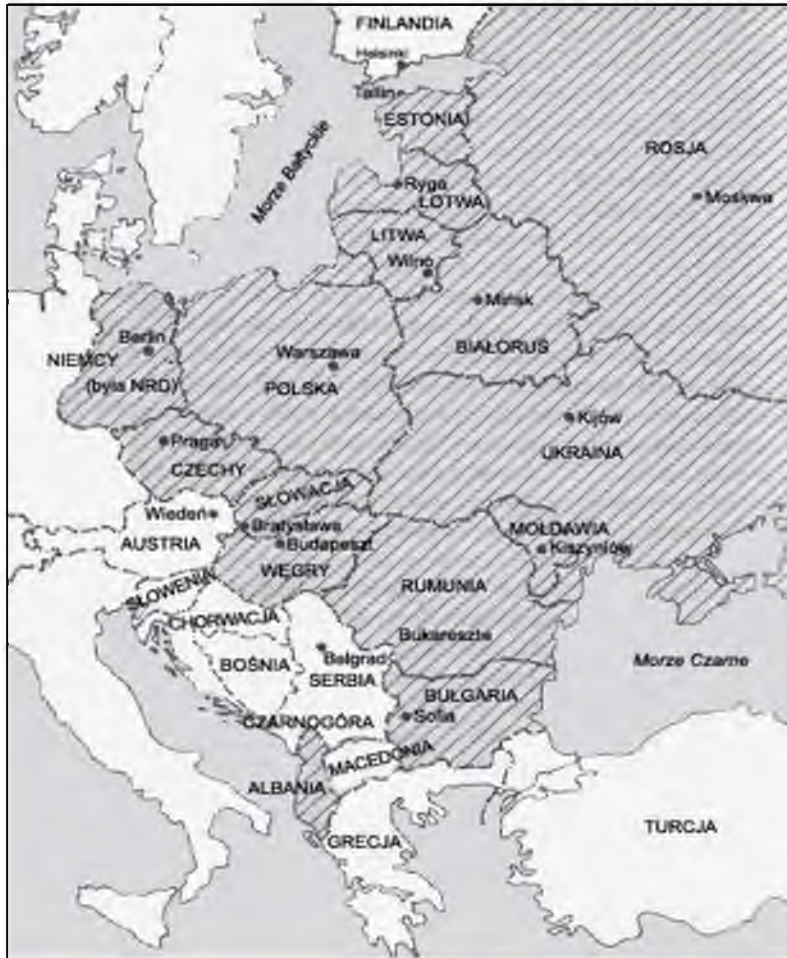 FINLANDIA
Helsinki
Tallin
ESTONIA
ROSJA
Morze Bałtyckie
Ryga
ŁOTWA
Moskwa
LITWA
Wilno
Mińsk
BIAŁORUS
Berlin
NIEMCY
(była NRD)
Warszawa
POLSKA
Kijów
UKRAINA
Praga
CZECHY
SŁOWACJA
Wiedeń
Bratysława
AUSTRIA
Budapeszt
WĘGRY
MOŁDAWIA
Kiszyniów
SŁOWENIA
CHORWACJA
RUMUNIA
Bukareszt
BOŚNIA
Belgrad
SERBIA
Morze Czarne
BUŁGARIA
Sofia
CZARNOGÓRA
MACEDONIA
ALBANIA
GRECJA
TURCJA